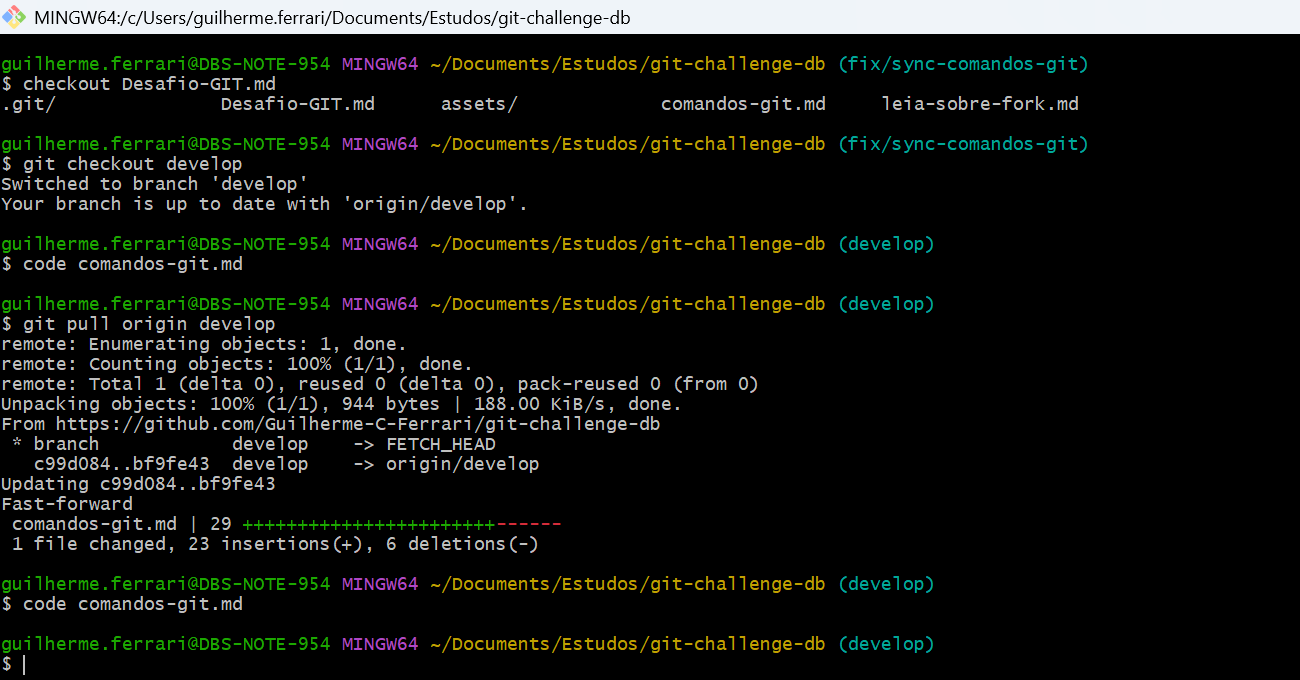 MINGW64:/c/Users/guilherme.ferrari/Documents/Estudos/git-challenge-db
guilherme.ferrari@DBS-NOTE-954 MINGW64 ~/Documents/Estudos/git-challenge-db (fix/sync-comandos-git)
$ checkout Desafio-GIT.md
.git/               Desafio-GIT.md      assets/             comandos-git.md     leia-sobre-fork.md
guilherme.ferrari@DBS-NOTE-954 MINGW64 ~/Documents/Estudos/git-challenge-db (fix/sync-comandos-git)
$ git checkout develop
Switched to branch 'develop'
Your branch is up to date with 'origin/develop'.
guilherme.ferrari@DBS-NOTE-954 MINGW64 ~/Documents/Estudos/git-challenge-db (develop)
$ code comandos-git.md
guilherme.ferrari@DBS-NOTE-954 MINGW64 ~/Documents/Estudos/git-challenge-db (develop)
$ git pull origin develop
remote: Enumerating objects: 1, done.
remote: Counting objects: 100% (1/1), done.
remote: Total 1 (delta 0), reused 0 (delta 0), pack-reused 0 (from 0)
Unpacking objects: 100% (1/1), 944 bytes | 188.00 KiB/s, done.
From https://github.com/Guilherme-C-Ferrari/git-challenge-db
 * branch            develop    -> FETCH_HEAD
   c99d084..bf9fe43  develop    -> origin/develop
Updating c99d084..bf9fe43
Fast-forward
 comandos-git.md | 29 +++++++++++++++++++++++------
 1 file changed, 23 insertions(+), 6 deletions(-)
guilherme.ferrari@DBS-NOTE-954 MINGW64 ~/Documents/Estudos/git-challenge-db (develop)
$ code comandos-git.md
guilherme.ferrari@DBS-NOTE-954 MINGW64 ~/Documents/Estudos/git-challenge-db (develop)
$